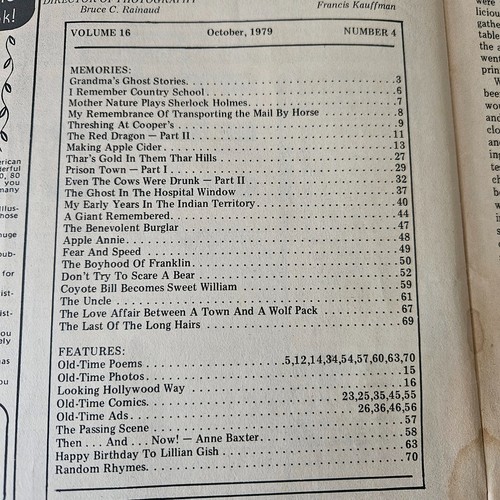 k!
DIRECTOR OF PHOTOGRAPHY
Bruce C. Rainaud
Francis Kauffman
VOLUME 16 October, 1979 NUMBER 4
MEMORIES:
Grandma's Ghost Stories. . . . . . . . . . . . . . . . . . . . . . . . . . . . . . . . 3
I Remember Country School . . . . . . . . . . . . . . . . . . . . . . . . . . . . . 6
Mother Nature Plays Sherlock Holmes. . . . . . . . . . . . . . . . . . . . . . 7
My Remembrance Of Transporting the Mail By Horse . . . . . . . . . . . 8
Threshing At Cooper's . . . . . . . . . . . . . . . . . . . . . . . . . . . . . . . . 9
The Red Dragon — Part II . . . . . . . . . . . . . . . . . . . . . . . . . . . . . 11
Making Apple Cider. . . . . . . . . . . . . . . . . . . . . . . . . . . . . . . . . . 13
Thar's Gold In Them Thar Hills . . . . . . . . . . . . . . . . . . . . . . . . . 27
Prison Town — Part I . . . . . . . . . . . . . . . . . . . . . . . . . . . . . . . . 29
Even The Cows Were Drunk — Part II . . . . . . . . . . . . . . . . . . . . . 32
The Ghost In The Hospital Window . . . . . . . . . . . . . . . . . . . . . . . 37
My Early Years In The Indian Territory. . . . . . . . . . . . . . . . . . . . . 40
A Giant Remembered. . . . . . . . . . . . . . . . . . . . . . . . . . . . . . . . . 44
The Benevolent Burglar . . . . . . . . . . . . . . . . . . . . . . . . . . . . . . . 47
Apple Annie. . . . . . . . . . . . . . . . . . . . . . . . . . . . . . . . . . . . . . . 48
Fear And Speed . . . . . . . . . . . . . . . . . . . . . . . . . . . . . . . . . . . . 49
The Boyhood Of Franklin . . . . . . . . . . . . . . . . . . . . . . . . . . . . . . 50
Don't Try To Scare A Bear . . . . . . . . . . . . . . . . . . . . . . . . . . . . . 52
Coyote Bill Becomes Sweet William . . . . . . . . . . . . . . . . . . . . . . . 59
The Uncle . . . . . . . . . . . . . . . . . . . . . . . . . . . . . . . . . . . . . . . . 61
The Love Affair Between A Town And A Wolf Pack . . . . . . . . . . . . 67
The Last Of The Long Hairs . . . . . . . . . . . . . . . . . . . . . . . . . . . . 69
FEATURES:
Old-Time Poems . . . . . . . . . . . . . . . . . . .5,12,14,34,54,57,60,63,70
Old-Time Photos. . . . . . . . . . . . . . . . . . . . . . . . . . . . . . . . . . . . 15
Looking Hollywood Way . . . . . . . . . . . . . . . . . . . . . . . . . . . . . . 16
Old-Time Comics. . . . . . . . . . . . . . . . . . . . . . . . . . . 23,25,35,45,55
Old-Time Ads. . . . . . . . . . . . . . . . . . . . . . . . . . . . . . . 26,36,46,56
The Passing Scene . . . . . . . . . . . . . . . . . . . . . . . . . . . . . . . . . . . 57
Then . . . And . . . Now! — Anne Baxter. . . . . . . . . . . . . . . . . . . . . 58
Happy Birthday To Lillian Gish . . . . . . . . . . . . . . . . . . . . . . . . . . 63
Random Rhymes. . . . . . . . . . . . . . . . . . . . . . . . . . . . . . . . . . . . 70